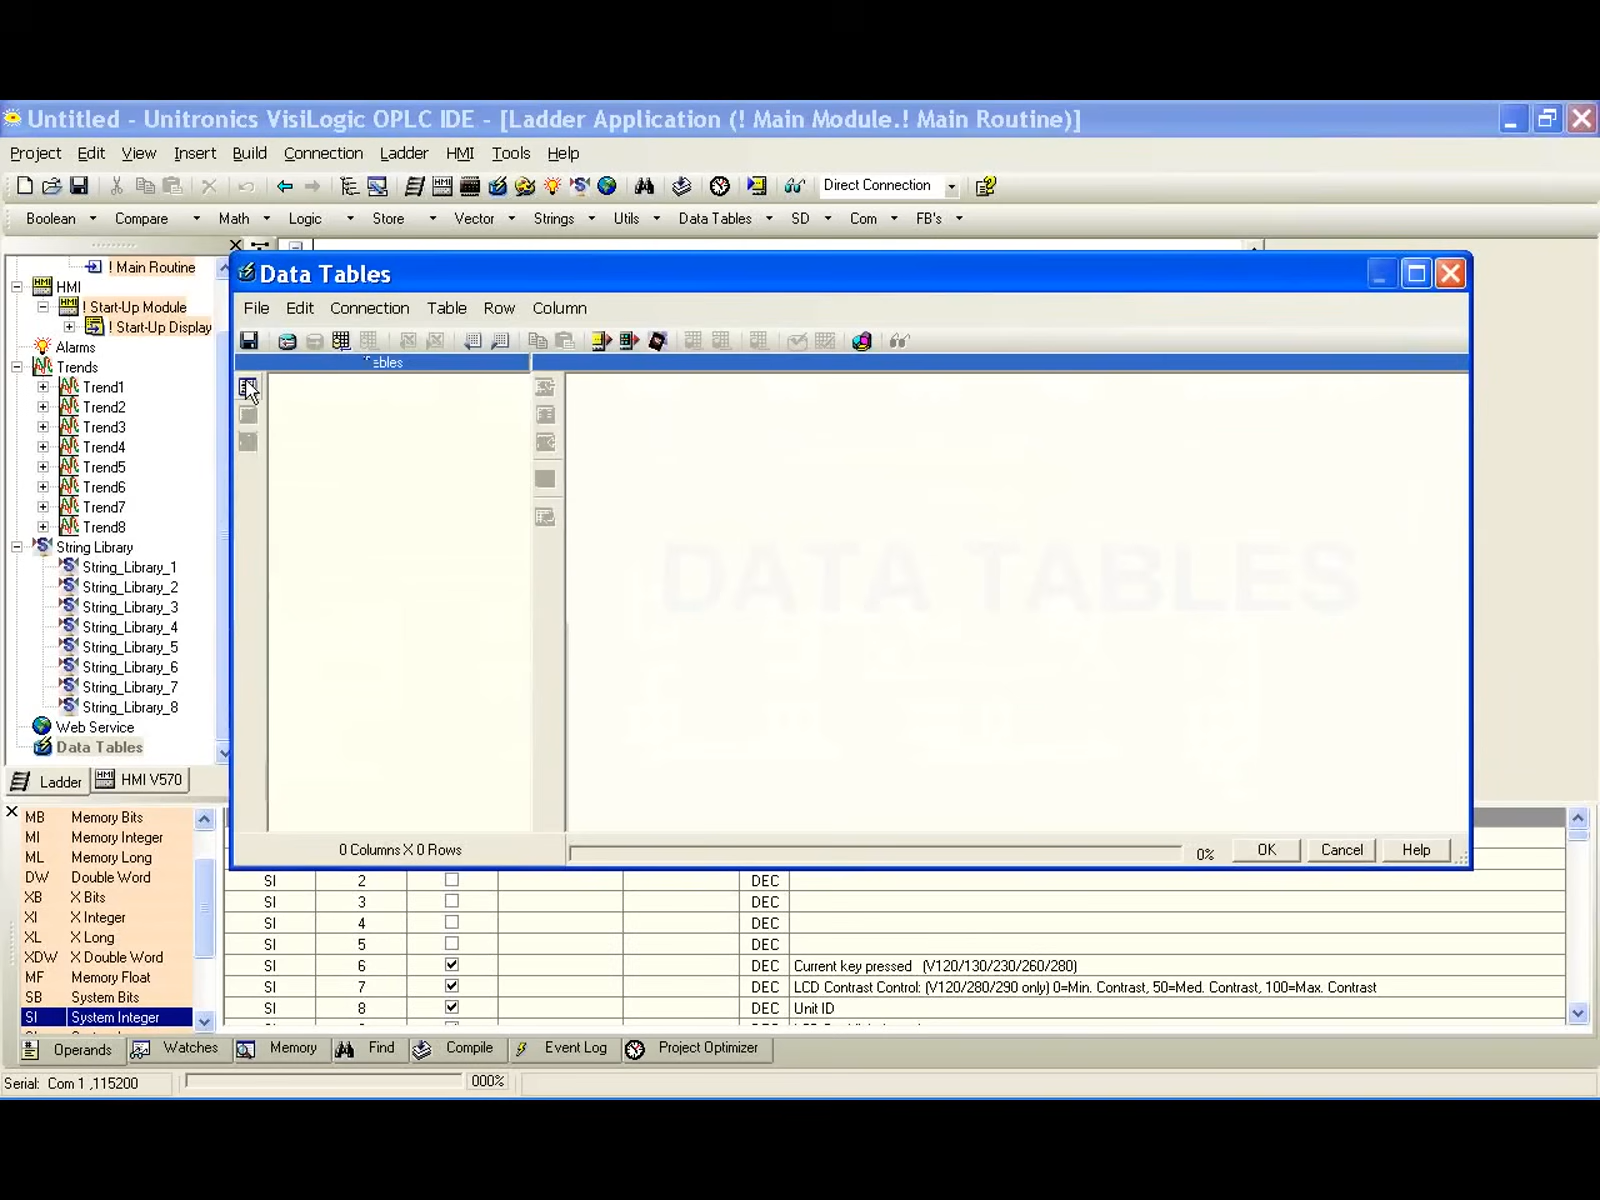 Untitled - Unitronics VisiLogic OPLC IDE - [Ladder Application (! Main Module.! Main Routine)]
Project Edit View Insert Build Connection Ladder HMI Tools Help
Direct Connection
Boolean Compare Math Logic Store Vector Strings Utils Data Tables SD Com FB's
! Main Routine
HMI
! Start-Up Module
! Start-Up Display
Alarms
Trends
Trend1
Trend2
Trend3
Trend4
Trend5
Trend6
Trend7
Trend8
String Library
String_Library_1
String_Library_2
String_Library_3
String_Library_4
String_Library_5
String_Library_6
String_Library_7
String_Library_8
Web Service
Data Tables
Ladder HMI V570
Data Tables
File Edit Connection Table Row Column
DATA TABLES
0 Columns X 0 Rows
0% OK Cancel Help
MB Memory Bits
MI Memory Integer
ML Memory Long
DW Double Word
XB X Bits
XI X Integer
XL X Long
XDW X Double Word
MF Memory Float
SB System Bits
SI System Integer
SI 2 DEC
SI 3 DEC
SI 4 DEC
SI 5 DEC
SI 6 DEC Current key pressed (V120/130/230/260/280)
SI 7 DEC LCD Contrast Control: (V120/280/290 only) 0=Min. Contrast, 50=Med. Contrast, 100=Max. Contrast
SI 8 DEC Unit ID
Operands Watches Memory Find Compile Event Log Project Optimizer
Serial: Com 1 ,115200 000%